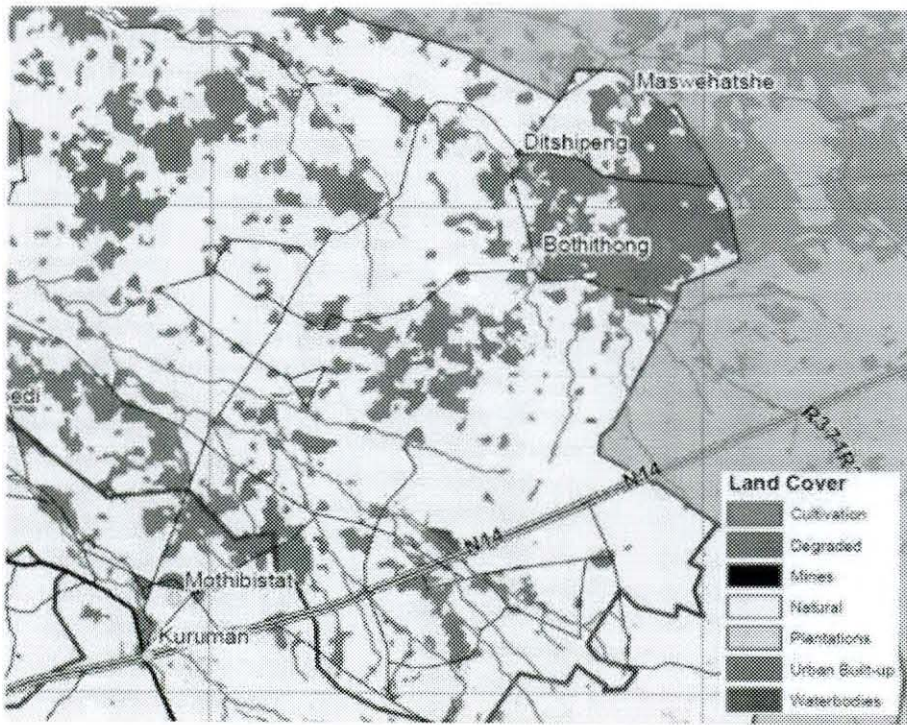 Maswehatshe
Ditshipeng
Bothithong
edi
N14
N14
Mothibistat
Kuruman
Land Cover
Cultivation
Degraded
Mines
Natural
Plantations
Urban Built-up
Waterbodies